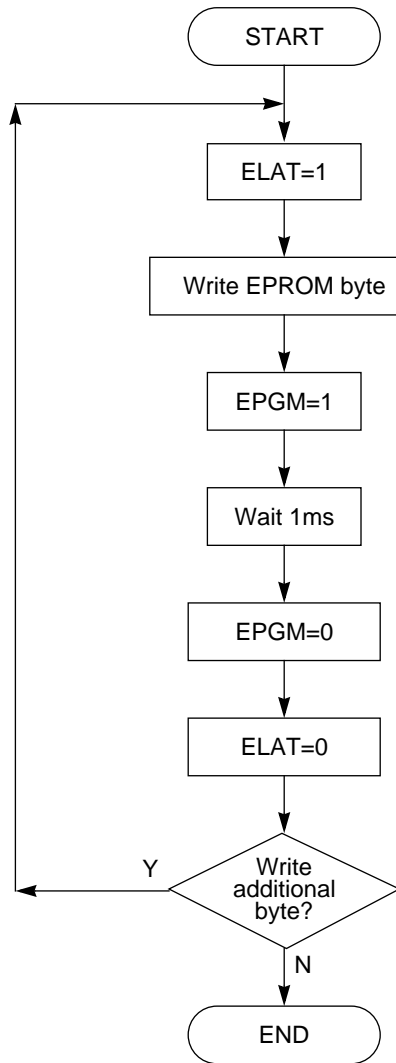 START
ELAT=1
Write EPROM byte
EPGM=1
Wait 1ms
EPGM=0
ELAT=0
Y
Write
additional
byte?
N
END